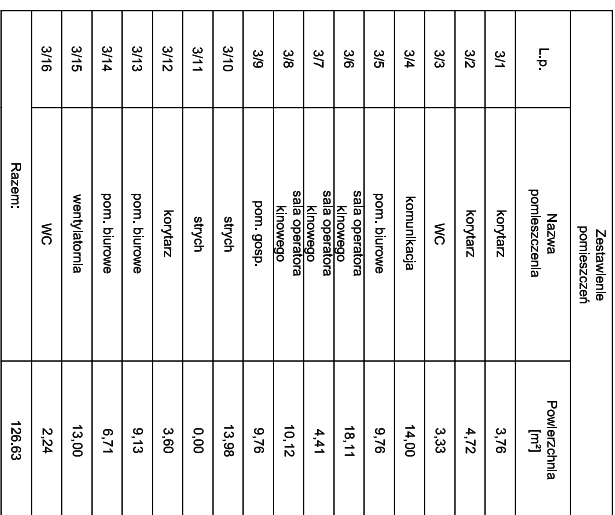 Zestawienie
pomieszczeń
L.p.
Nazwa
pomieszczenia
Powierzchnia
[m²]
3/1 korytarz 3,76
3/2 korytarz 4,72
3/3 WC 3,33
3/4 komunikacja 14,00
3/5 pom. biurowe 9,76
3/6 sala operatora
kinowego 18,11
3/7 sala operatora
kinowego 4,41
3/8 sala operatora
kinowego 10,12
3/9 pom. gosp. 9,76
3/10 strych 13,98
3/11 strych 0,00
3/12 korytarz 3,60
3/13 pom. biurowe 9,13
3/14 pom. biurowe 6,71
3/15 wentylatornia 13,00
3/16 WC 2,24
Razem: 126.63